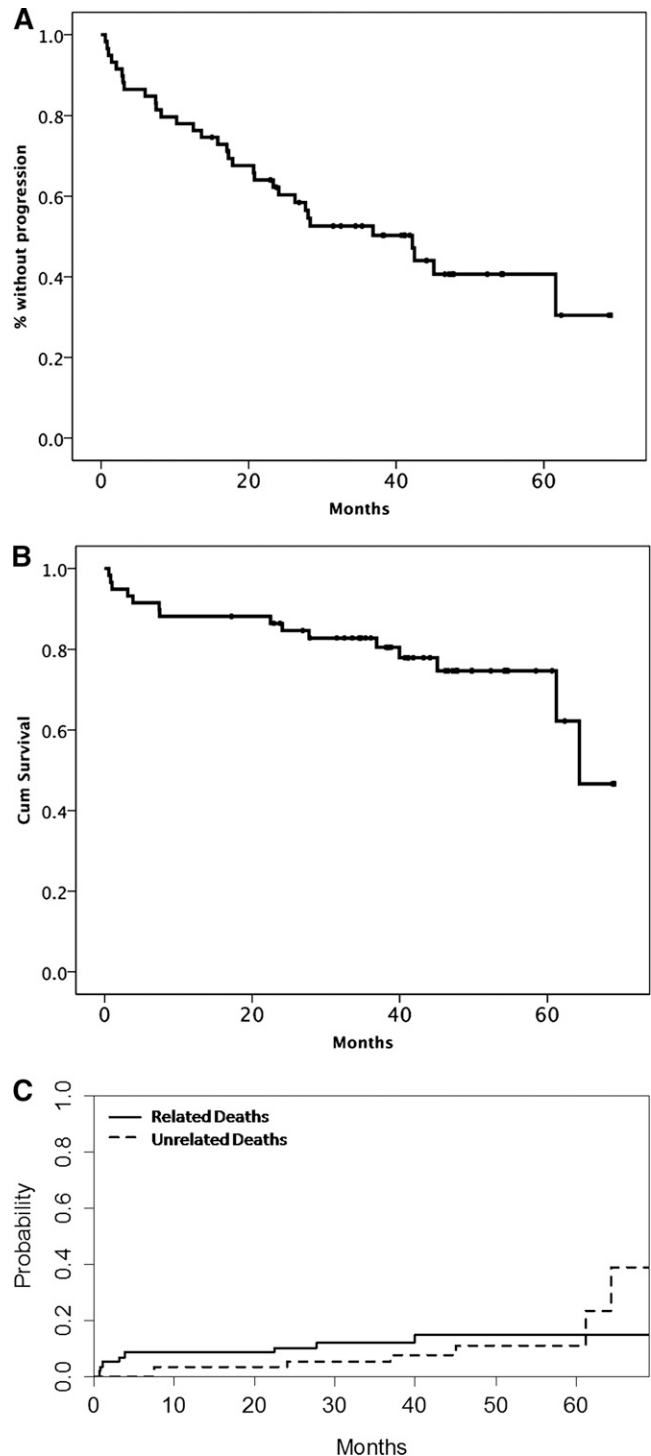 A
1.0
0.8
0.6
0.4
0.2
0.0
% without progression
0 20 40 60
Months
B
1.0
0.8
0.6
0.4
0.2
0.0
Cum Survival
0 20 40 60
Months
C
1.0
0.8
0.6
0.4
0.2
0.0
Probability
Related Deaths
Unrelated Deaths
0 10 20 30 40 50 60
Months